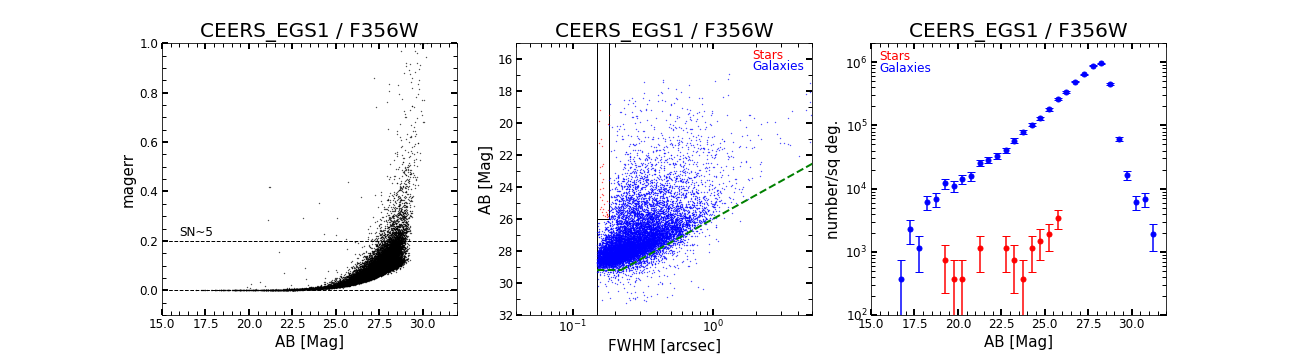 CEERS_EGS1 / F356W
magerr
1.0
0.8
0.6
0.4
0.2
0.0
SN~5
15.0 17.5 20.0 22.5 25.0 27.5 30.0
AB [Mag]
CEERS_EGS1 / F356W
AB [Mag]
16
18
20
22
24
26
28
30
32
Stars
Galaxies
10⁻¹ 10⁰
FWHM [arcsec]
CEERS_EGS1 / F356W
number/sq deg.
10⁶
10⁵
10⁴
10³
10²
Stars
Galaxies
15.0 17.5 20.0 22.5 25.0 27.5 30.0
AB [Mag]